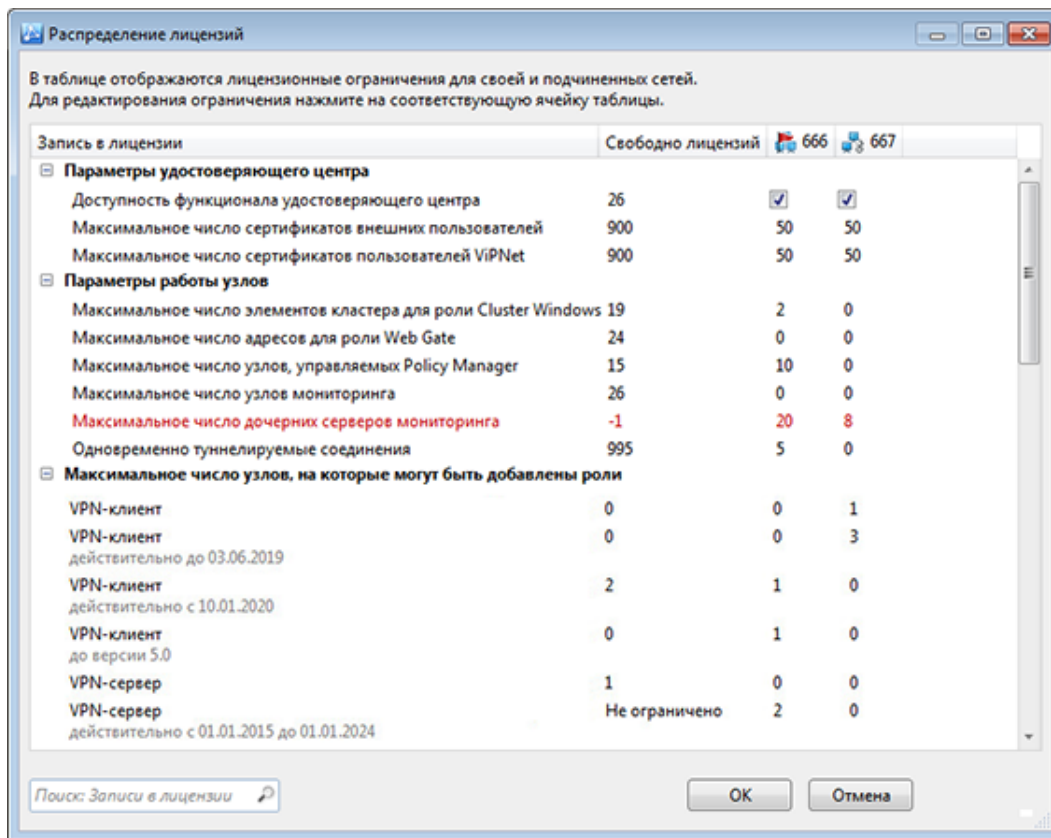 Распределение лицензий
В таблице отображаются лицензионные ограничения для своей и подчиненных сетей.
Для редактирования ограничения нажмите на соответствующую ячейку таблицы.
Запись в лицензии Свободно лицензий 666 667
Параметры удостоверяющего центра
Доступность функционала удостоверяющего центра 26
Максимальное число сертификатов внешних пользователей 900 50 50
Максимальное число сертификатов пользователей ViPNet 900 50 50
Параметры работы узлов
Максимальное число элементов кластера для роли Cluster Windows 19 2 0
Максимальное число адресов для роли Web Gate 24 0 0
Максимальное число узлов, управляемых Policy Manager 15 10 0
Максимальное число узлов мониторинга 26 0 0
Максимальное число дочерних серверов мониторинга -1 20 8
Одновременно туннелируемые соединения 995 5 0
Максимальное число узлов, на которые могут быть добавлены роли
VPN-клиент 0 0 1
VPN-клиент 0 0 3
действительно до 03.06.2019
VPN-клиент 2 1 0
действительно с 10.01.2020
VPN-клиент 0 1 0
до версии 5.0
VPN-сервер 1 0 0
VPN-сервер Не ограничено 2 0
действительно с 01.01.2015 до 01.01.2024
Поиск: Записи в лицензии
ОК Отмена